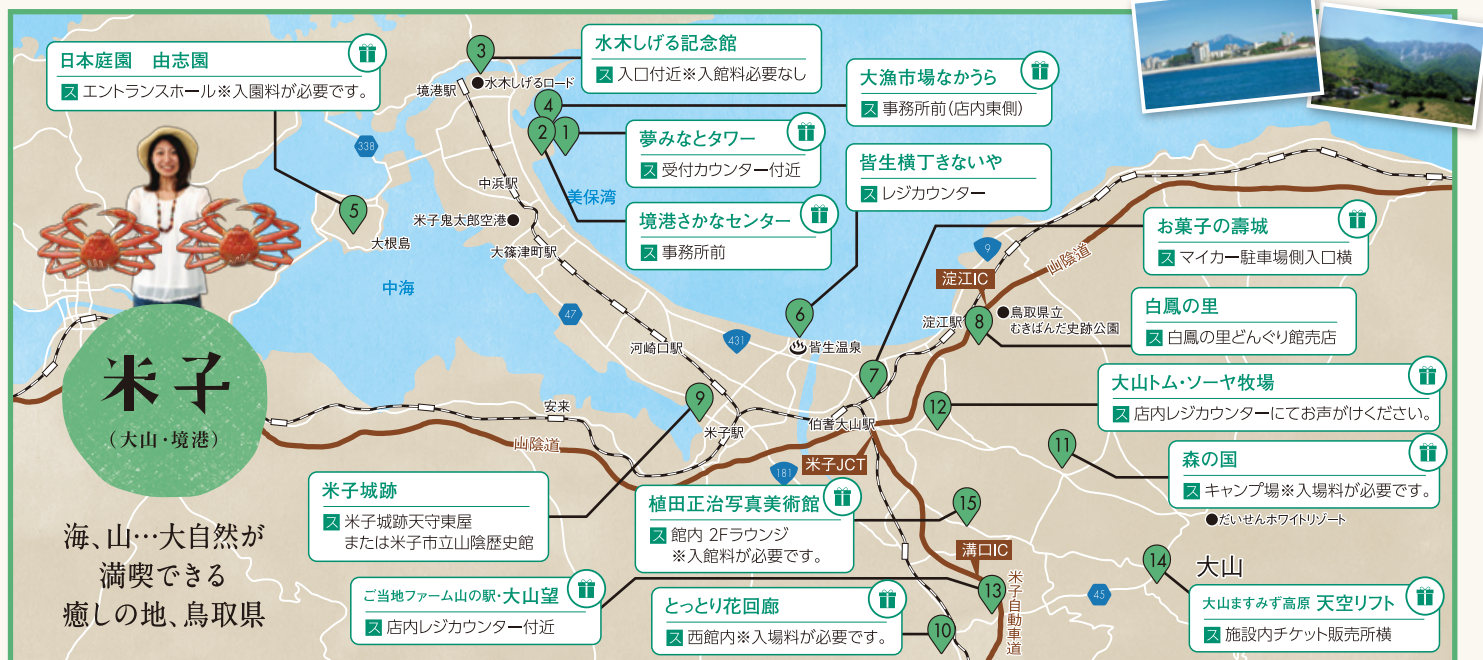 日本庭園　由志園
ス エントランスホール※入園料が必要です。
水木しげる記念館
ス 入口付近※入館料必要なし
大漁市場なかうら
ス 事務所前（店内東側）
夢みなとタワー
ス 受付カウンター付近
皆生横丁きないや
ス レジカウンター
境港さかなセンター
ス 事務所前
お菓子の壽城
ス マイカー駐車場側入口横
白鳳の里
ス 白鳳の里どんぐり館売店
大山トム・ソーヤ牧場
ス 店内レジカウンターにてお声がけください。
森の国
ス キャンプ場※入場料が必要です。
●だいせんホワイトリゾート
米子城跡
ス 米子城跡天守東屋
または米子市立山陰歴史館
植田正治写真美術館
ス 館内 2Fラウンジ
※入館料が必要です。
ご当地ファーム山の駅・大山望
ス 店内レジカウンター付近
とっとり花回廊
ス 西館内※入場料が必要です。
大山
大山ますみず高原 天空リフト
ス 施設内チケット販売所横
米子
（大山・境港）
海、山…大自然が
満喫できる
癒しの地、鳥取県
3
境港駅
●水木しげるロード
4
2
1
338
中浜駅
美保湾
5
米子鬼太郎空港●
大根島
大篠津町駅
中海
9
山陰道
淀江IC
47
6
淀江駅
8
●鳥取県立
むきばんだ史跡公園
431
河崎口駅
皆生温泉
7
9
12
安来
米子駅
伯耆大山駅
山陰道
米子JCT
11
181
15
溝口IC
14
13
米子自動車道
45
10